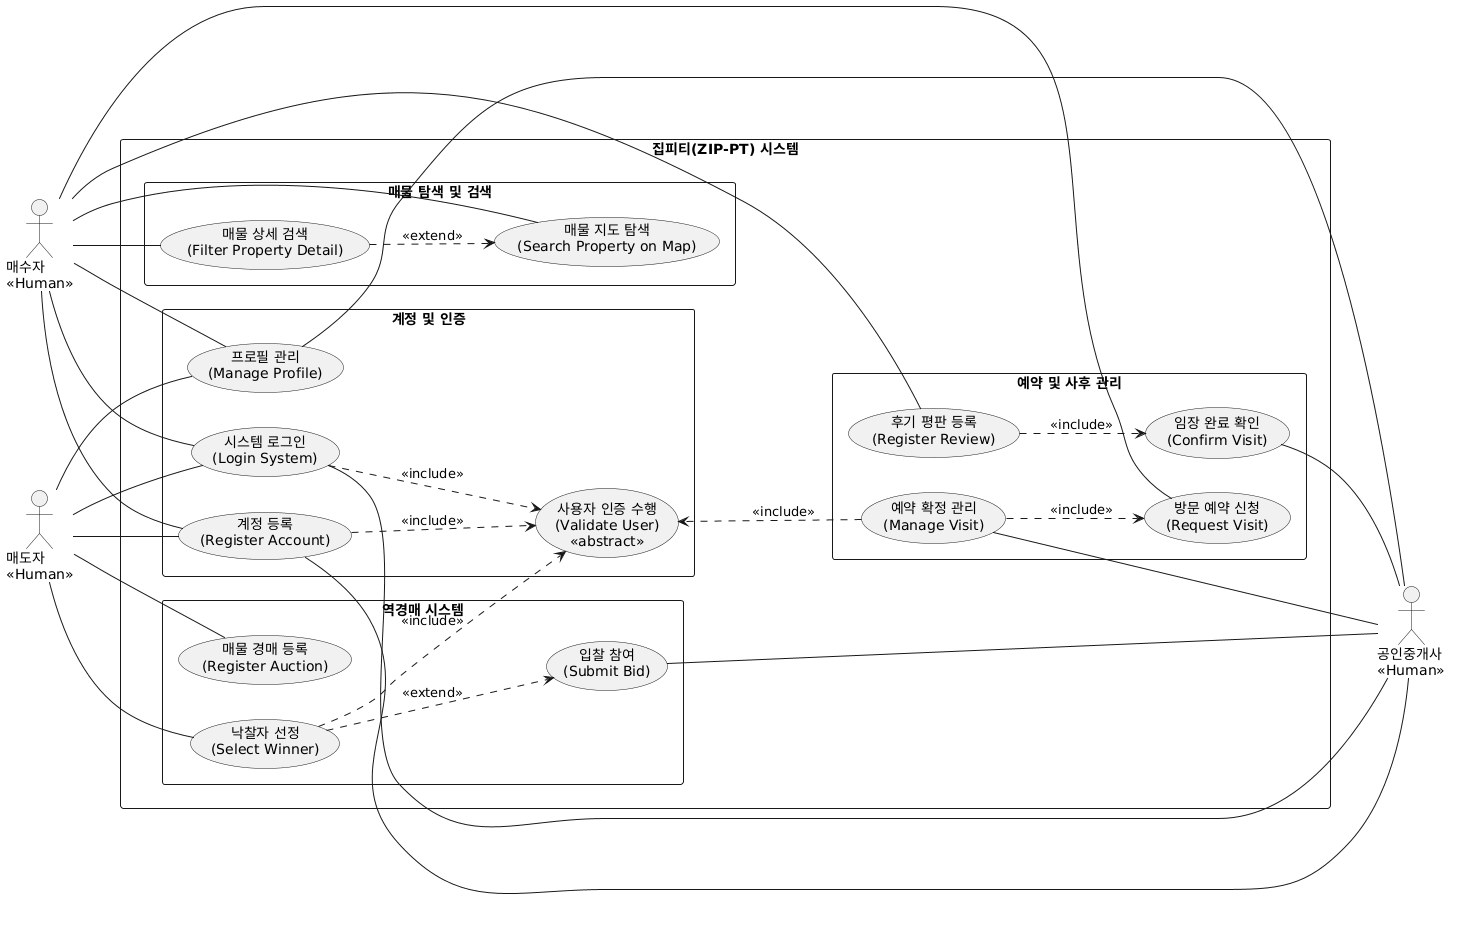 집피티(ZIP-PT) 시스템
매물 탐색 및 검색
매물 상세 검색
(Filter Property Detail)
«extend»
매물 지도 탐색
(Search Property on Map)
매수자
«Human»
계정 및 인증
프로필 관리
(Manage Profile)
시스템 로그인
(Login System)
«include»
계정 등록
(Register Account)
«include»
사용자 인증 수행
(Validate User)
«abstract»
«include»
예약 및 사후 관리
후기 평판 등록
(Register Review)
«include»
임장 완료 확인
(Confirm Visit)
예약 확정 관리
(Manage Visit)
«include»
방문 예약 신청
(Request Visit)
매도자
«Human»
역경매 시스템
«include»
매물 경매 등록
(Register Auction)
입찰 참여
(Submit Bid)
«extend»
낙찰자 선정
(Select Winner)
공인중개사
«Human»